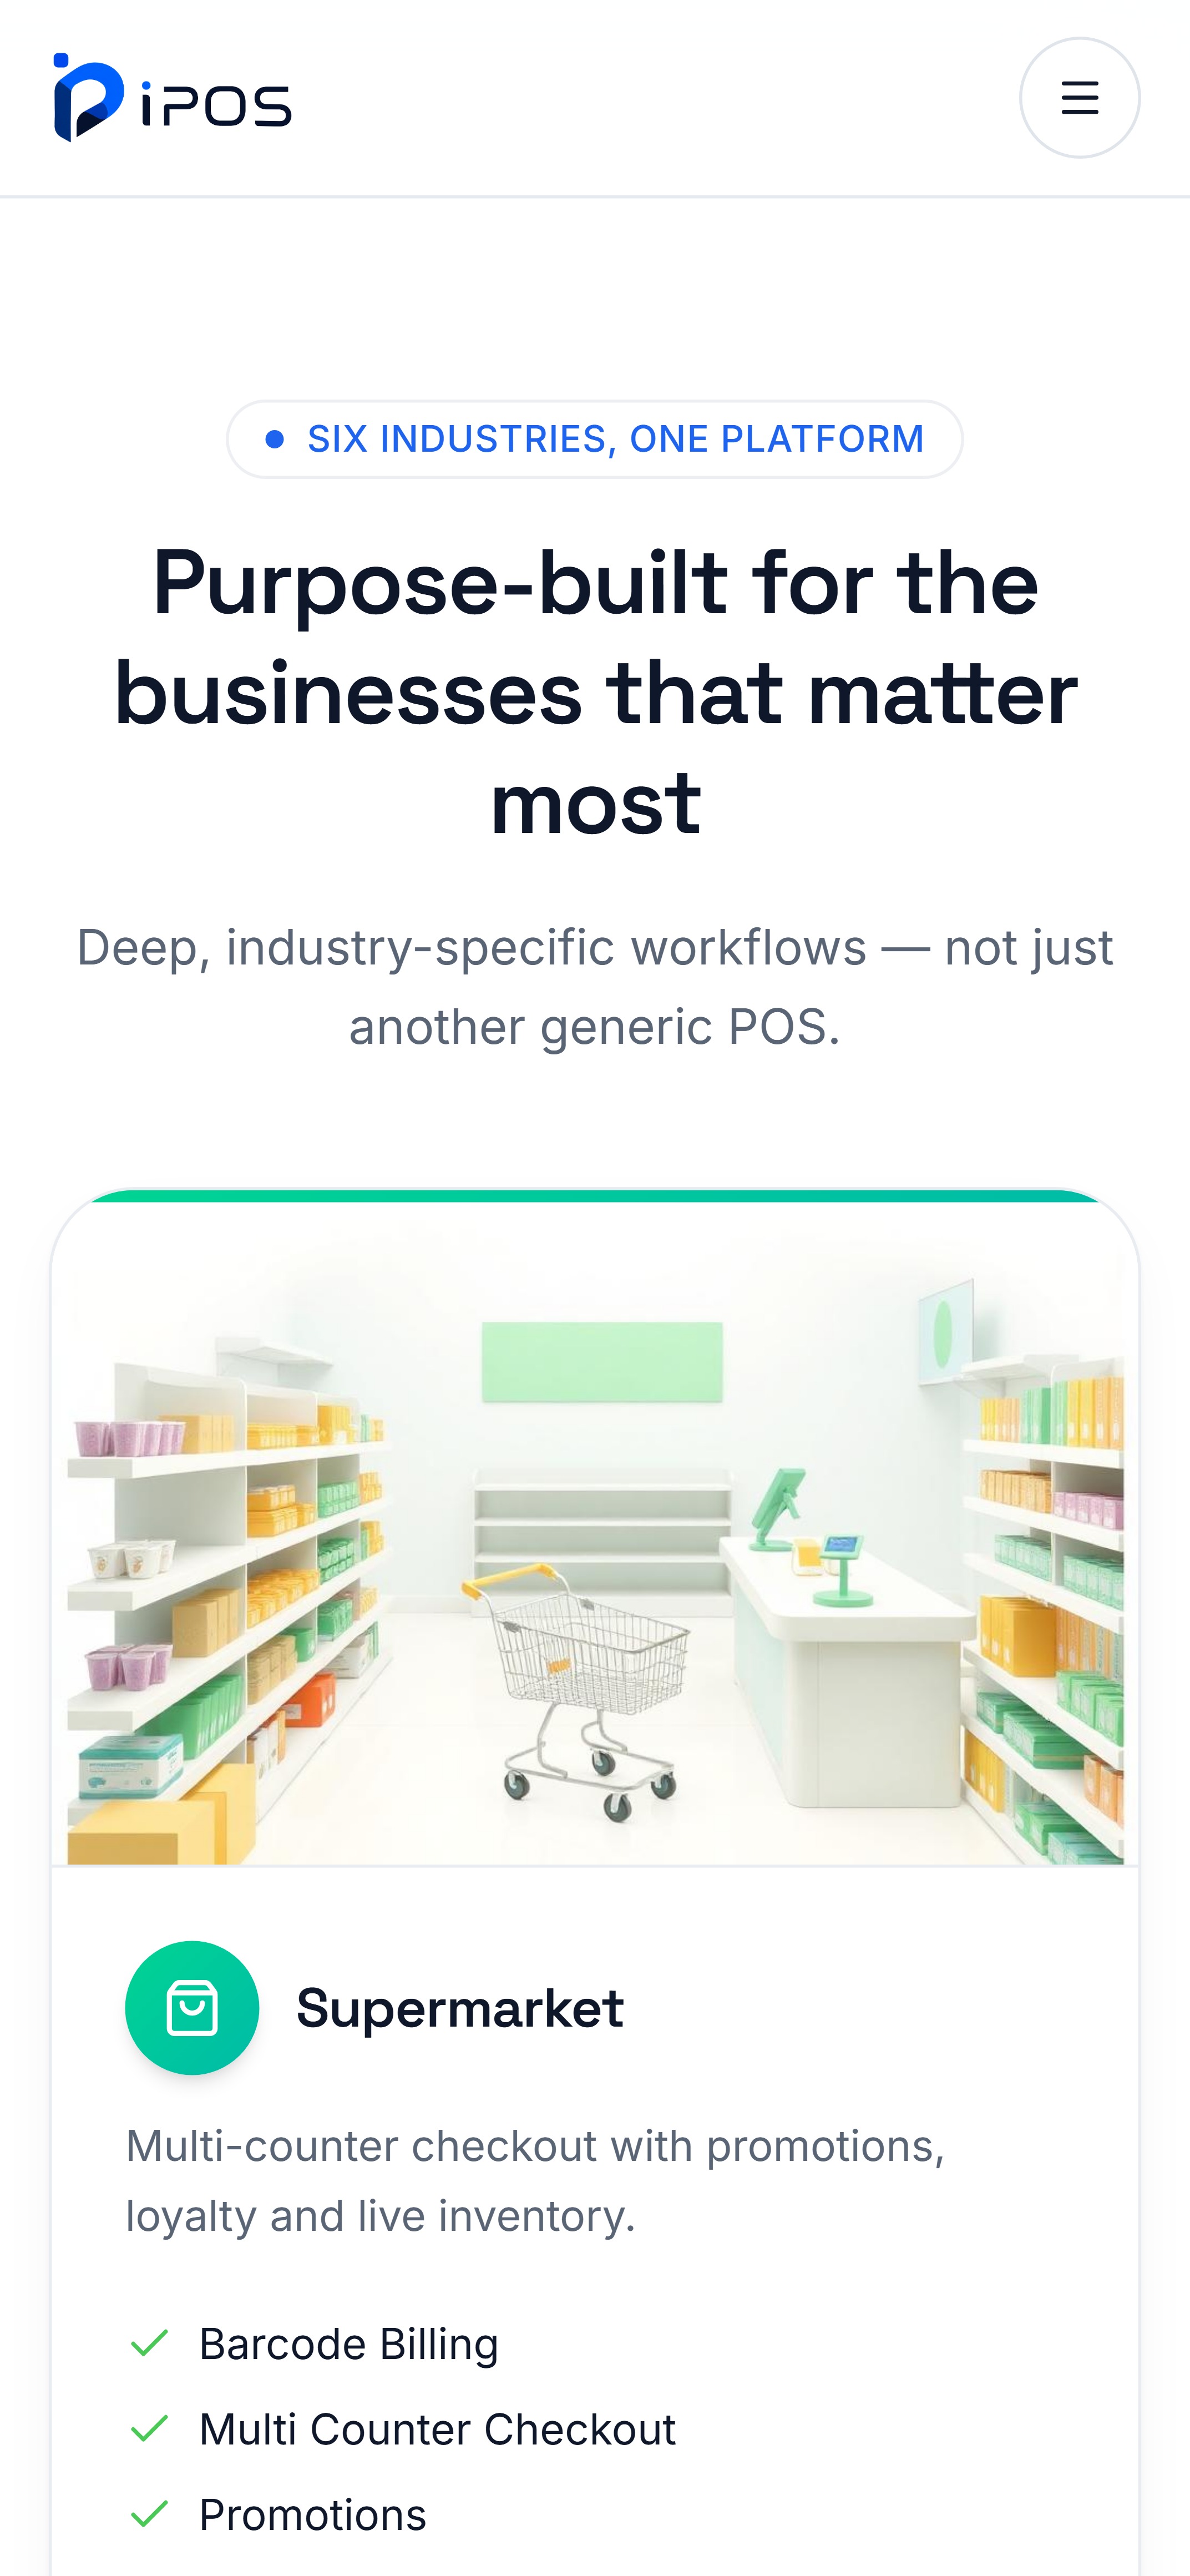 iPOS
SIX INDUSTRIES, ONE PLATFORM
Purpose-built for the
businesses that matter
most
Deep, industry-specific workflows — not just
another generic POS.
Supermarket
Multi-counter checkout with promotions,
loyalty and live inventory.
Barcode Billing
Multi Counter Checkout
Promotions